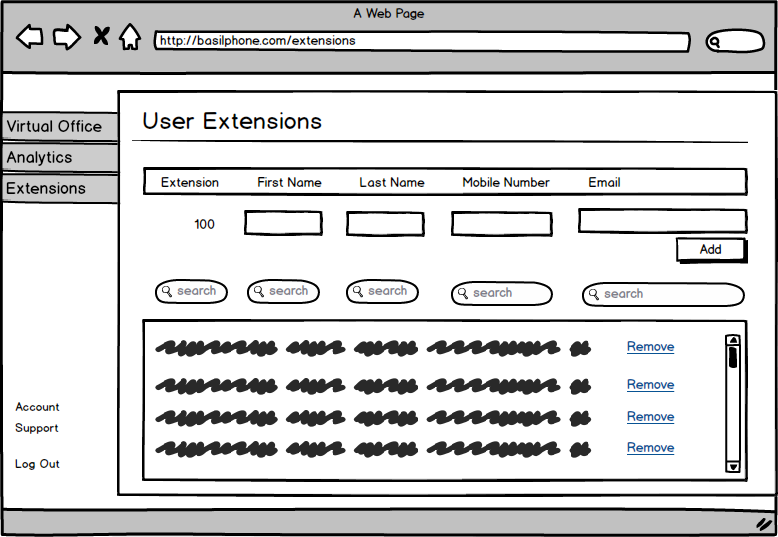 A Web Page
http://basilphone.com/extensions
Virtual Office
Analytics
Extensions
Account
Support
Log Out
User Extensions
Extension First Name Last Name Mobile Number Email
100
Add
search search search search search
Remove
Remove
Remove
Remove